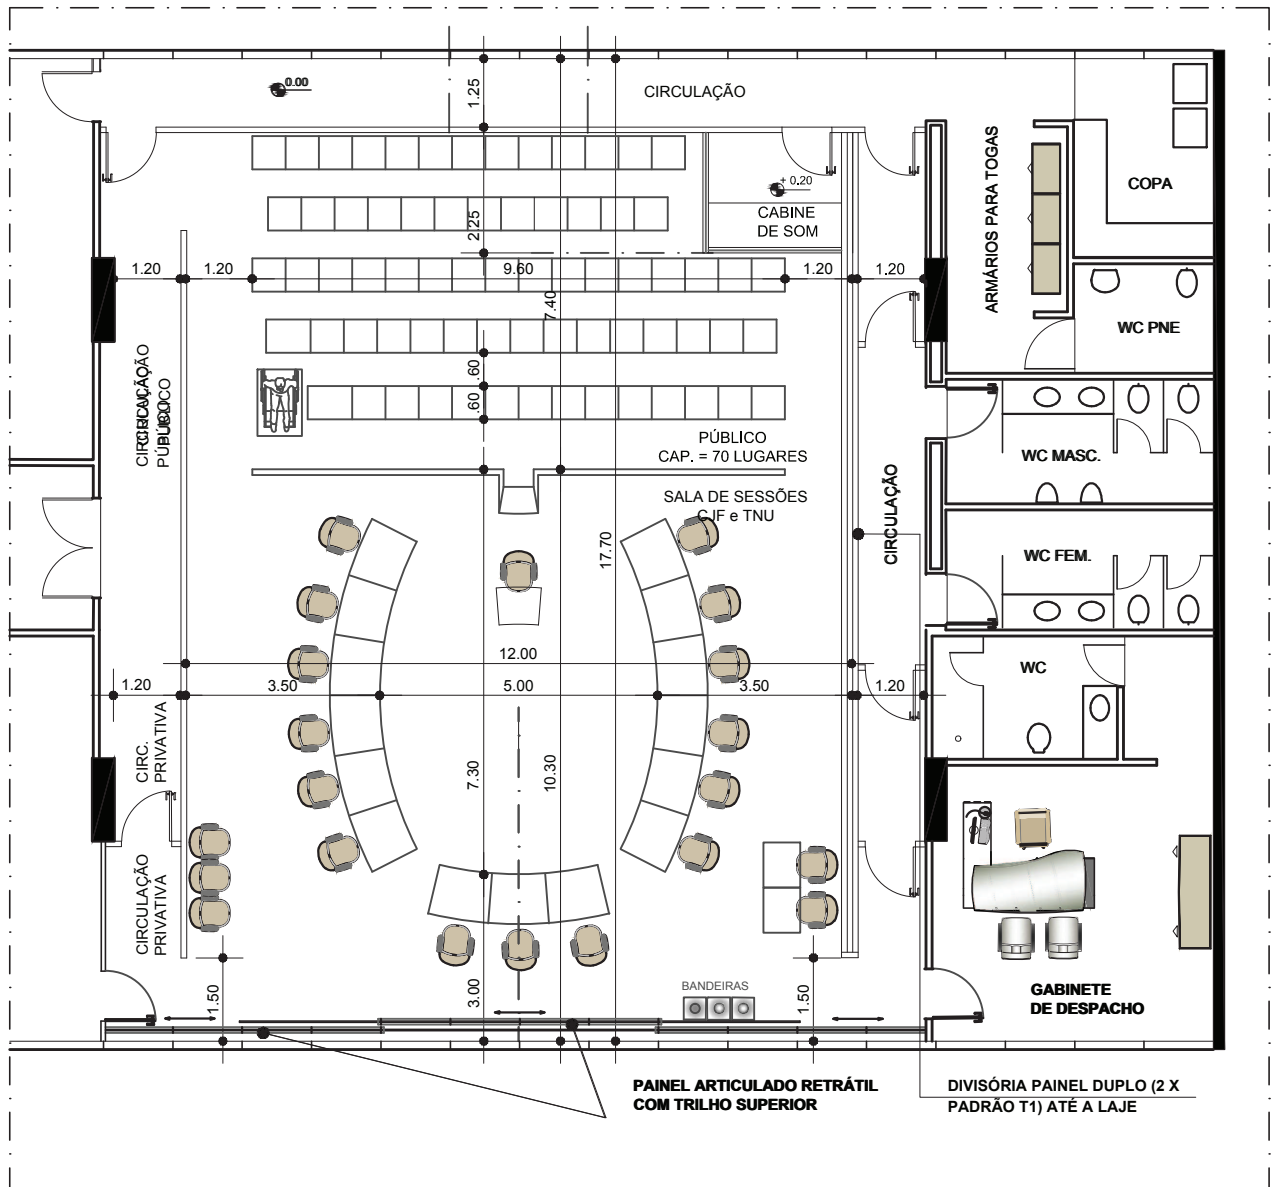 0.00
1.25
CIRCULAÇÃO
ARMÁRIOS PARA TOGAS
COPA
+ 0.20
CABINE
DE SOM
2.25
1.20
1.20
9.60
1.20
1.20
7.40
WC PNE
CIRCULAÇÃO
PÚBLICO
.60
.60
PÚBLICO
CAP. = 70 LUGARES
WC MASC.
SALA DE SESSÕES
CJF e TNU
CIRCULAÇÃO
17.70
WC FEM.
12.00
WC
1.20
3.50
5.00
3.50
1.20
CIRC.
PRIVATIVA
7.30
10.30
CIRCULAÇÃO
PRIVATIVA
1.50
3.00
BANDEIRAS
1.50
GABINETE
DE DESPACHO
PAINEL ARTICULADO RETRÁTIL
COM TRILHO SUPERIOR
DIVISÓRIA PAINEL DUPLO (2 X
PADRÃO T1) ATÉ A LAJE